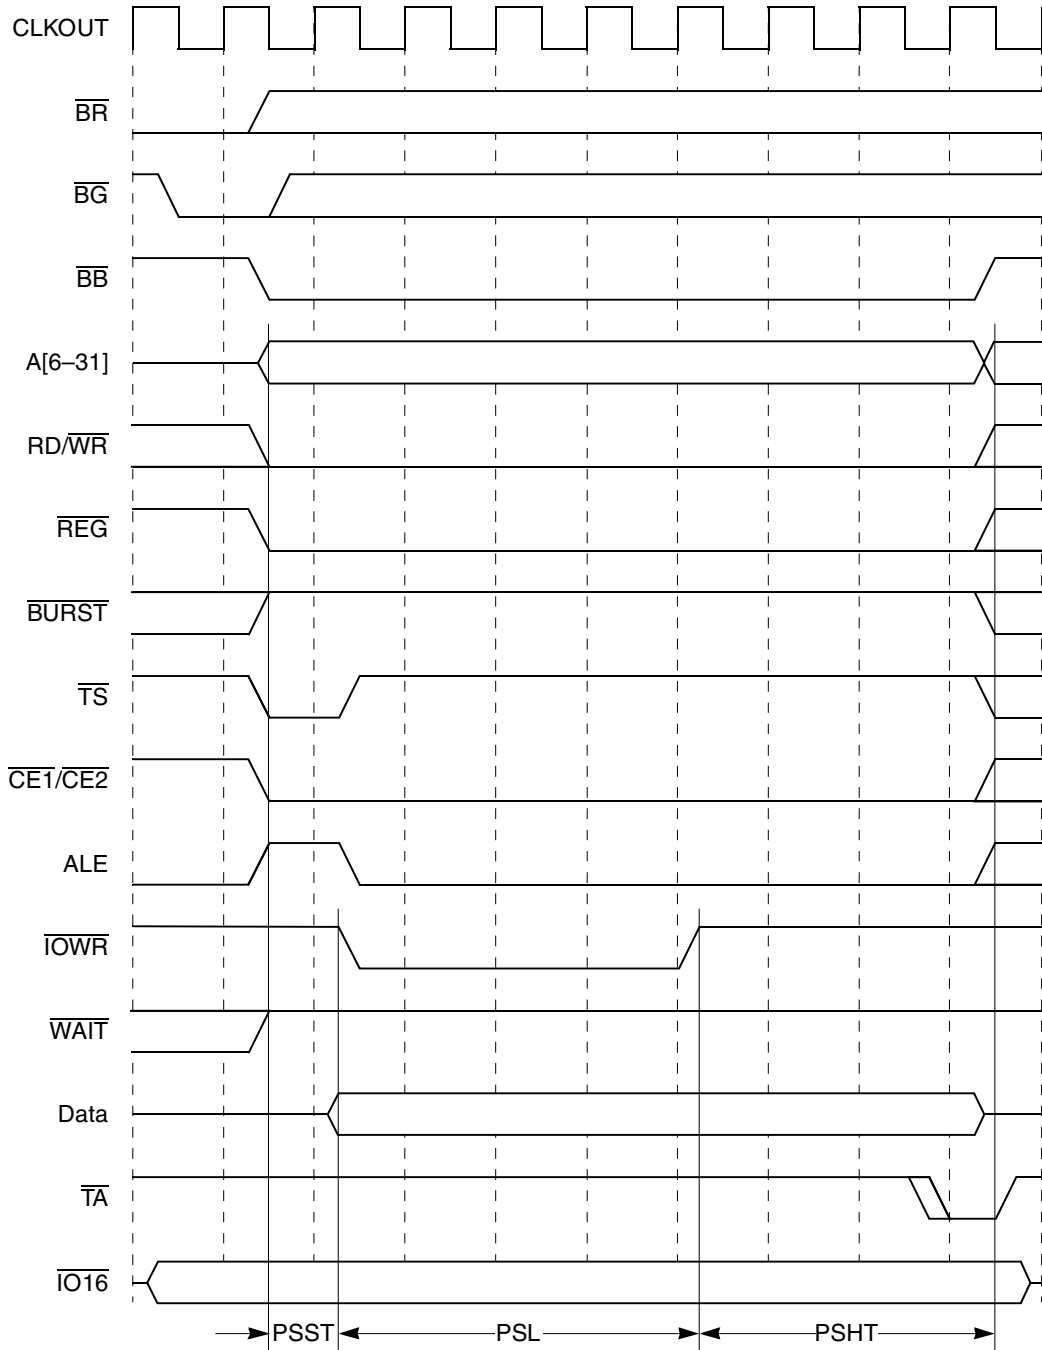 CLKOUT
BR
BG
BB
A[6–31]
RD/WR
REG
BURST
TS
CE1/CE2
ALE
IOWR
WAIT
Data
TA
IO16
PSST PSL PSHT